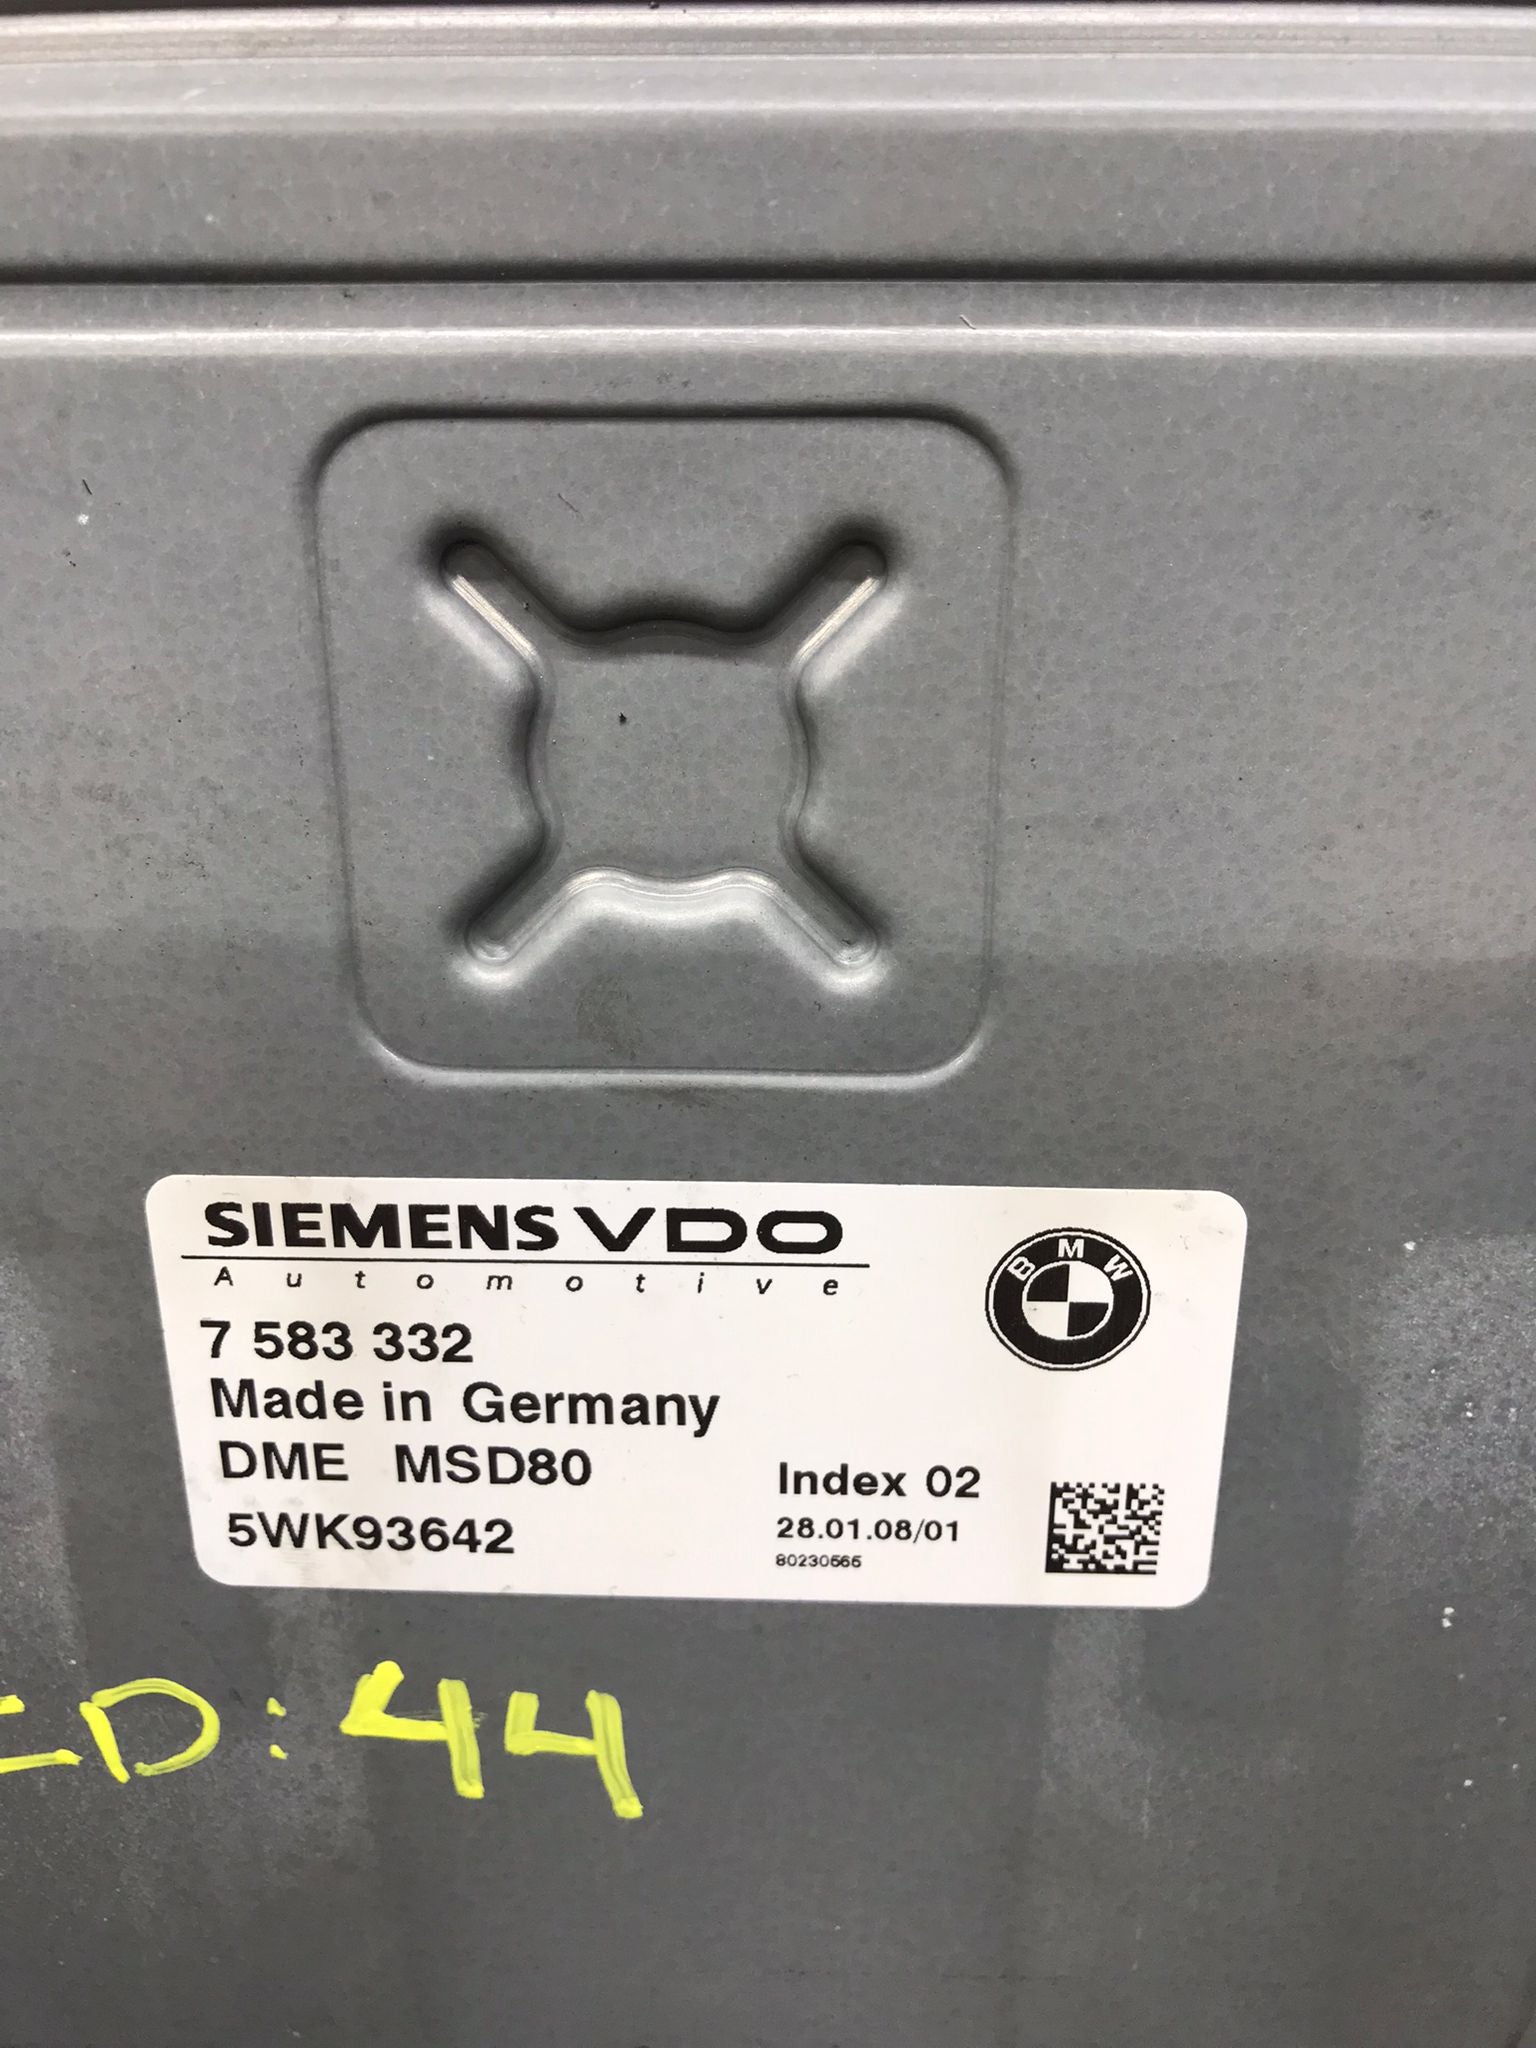 SIEMENS VDO
Automotive
BMW
7 583 332
Made in Germany
DME MSD80
5WK93642
Index 02
28.01.08/01
80230565
ID:44